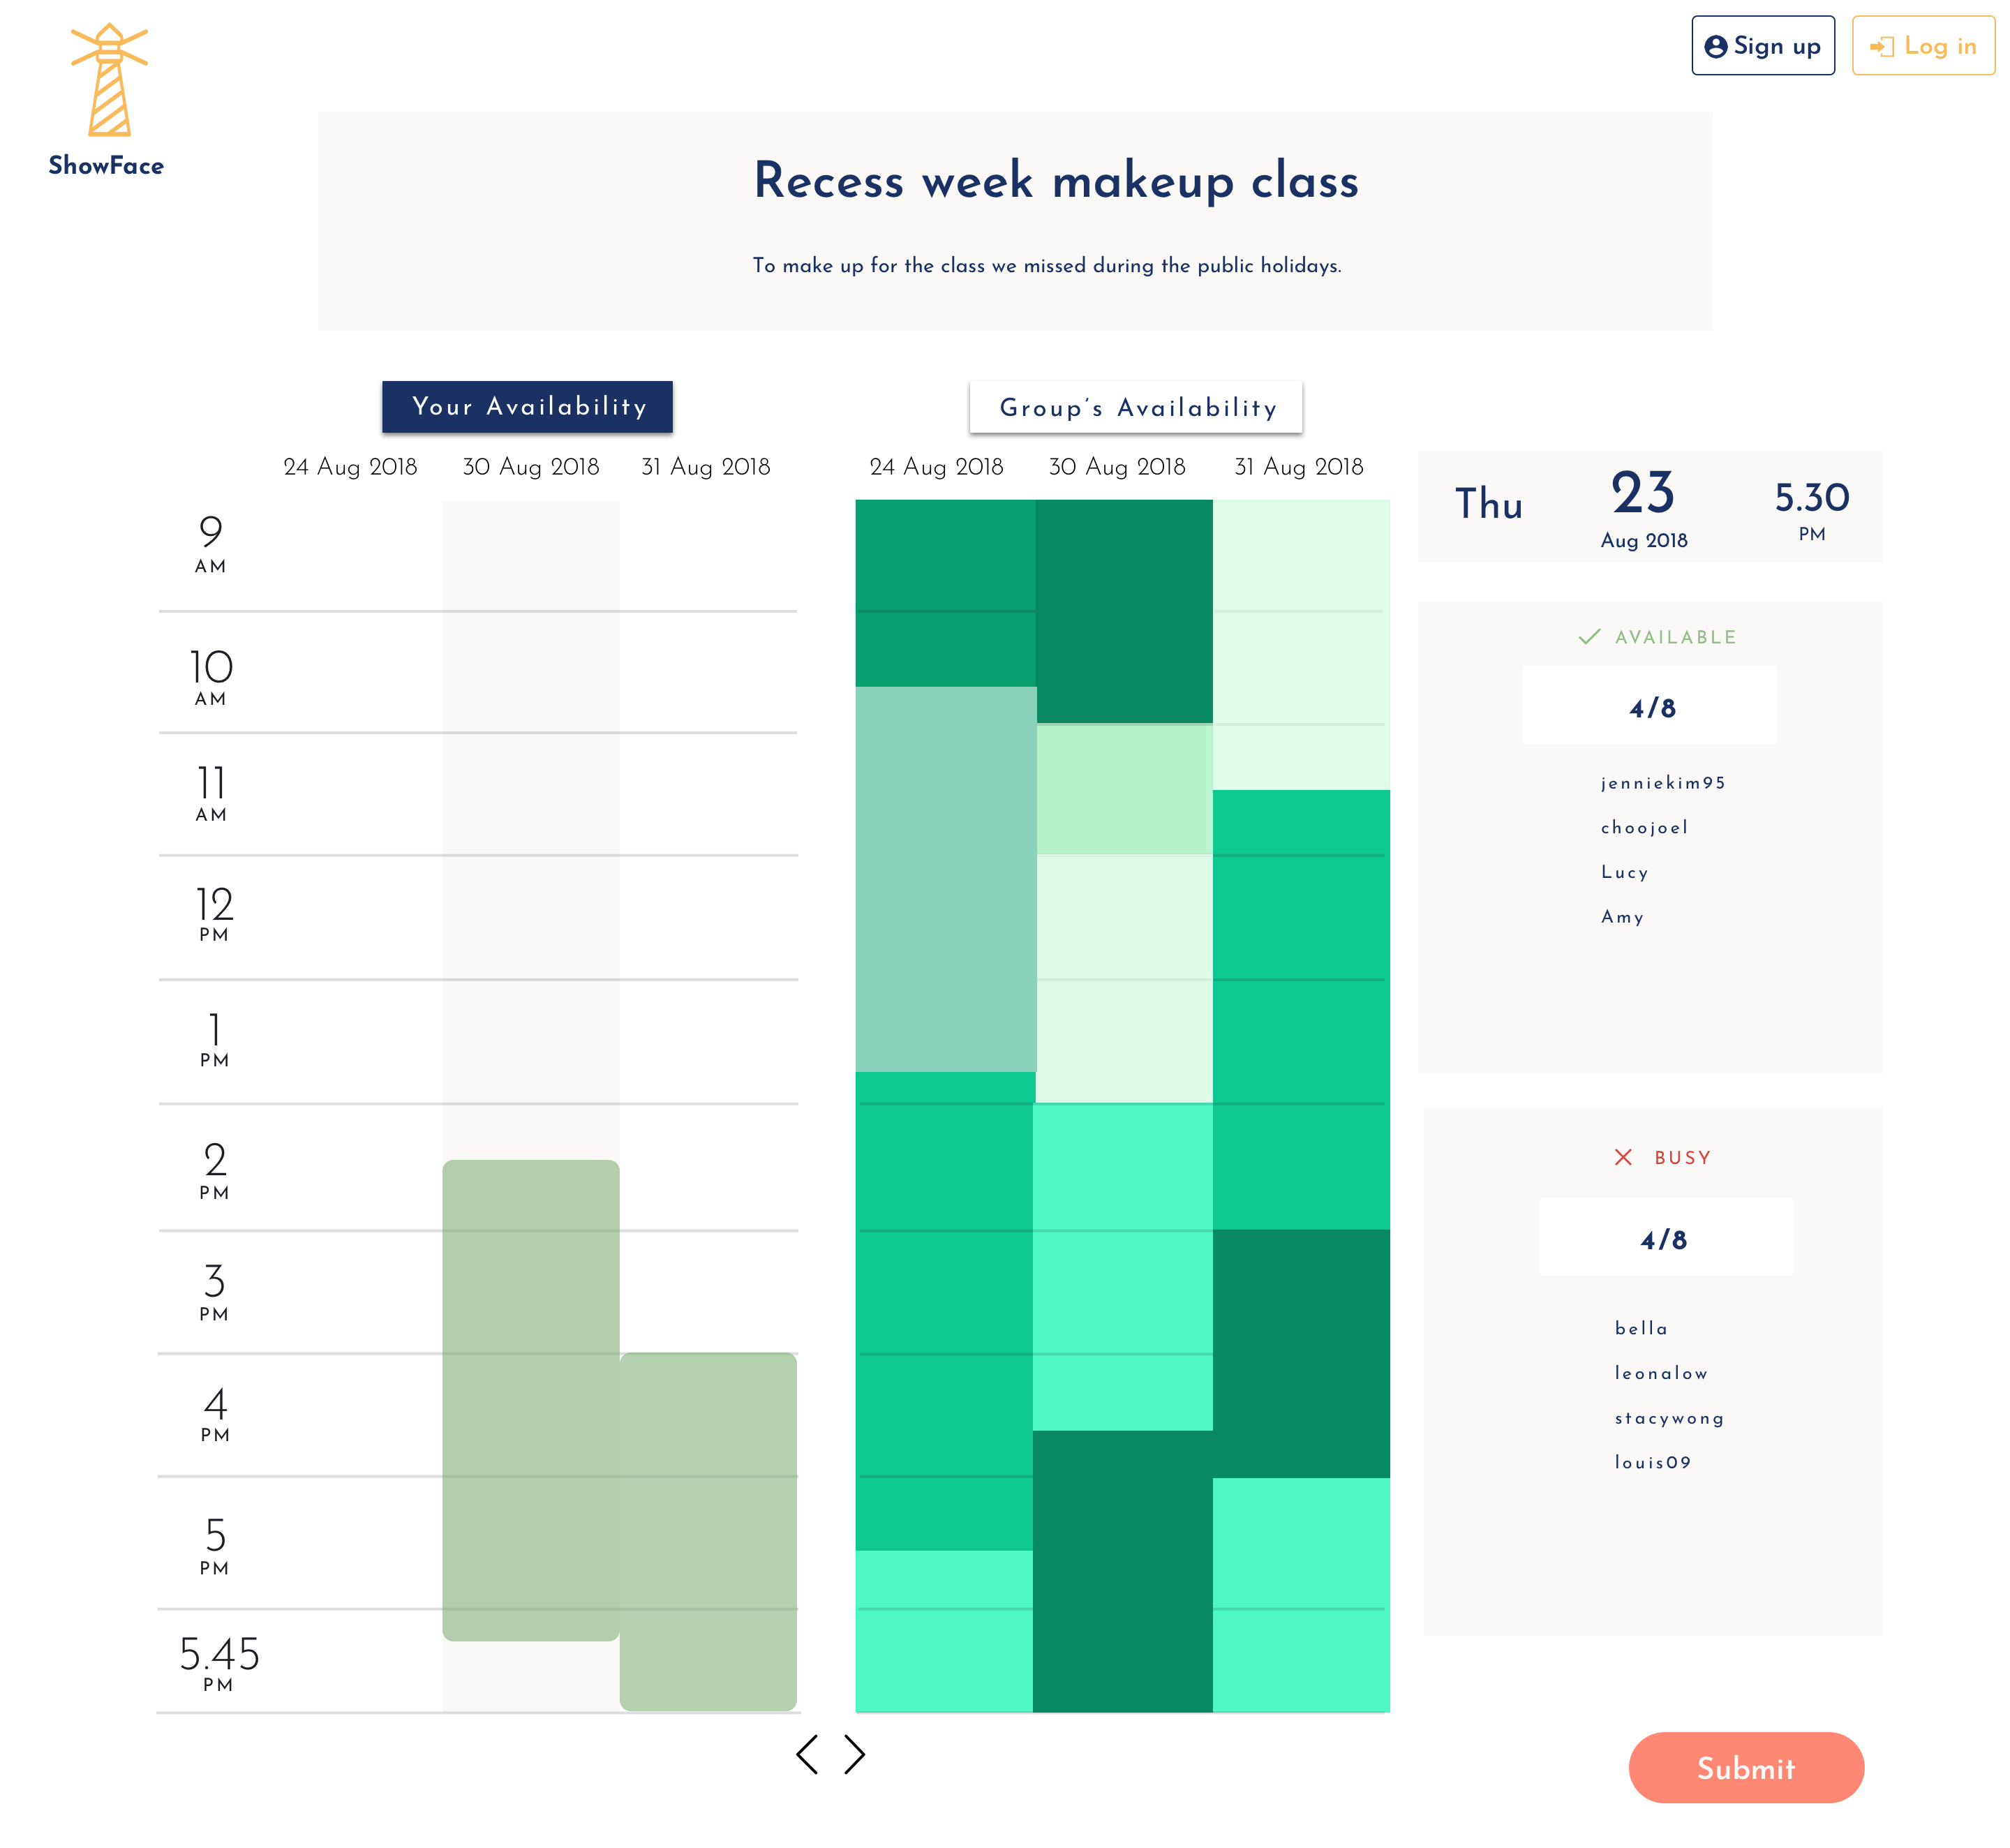 Sign up
Log in
ShowFace
Recess week makeup class
To make up for the class we missed during the public holidays.
Your Availability
Group's Availability
24 Aug 2018
30 Aug 2018
31 Aug 2018
24 Aug 2018
30 Aug 2018
31 Aug 2018
9
AM
10
AM
11
AM
12
PM
1
PM
2
PM
3
PM
4
PM
5
PM
5.45
PM
Thu
23
Aug 2018
5.30
PM
AVAILABLE
4/8
jenniekim95
choojoel
Lucy
Amy
BUSY
4/8
bella
leonalow
stacywong
louis09
Submit